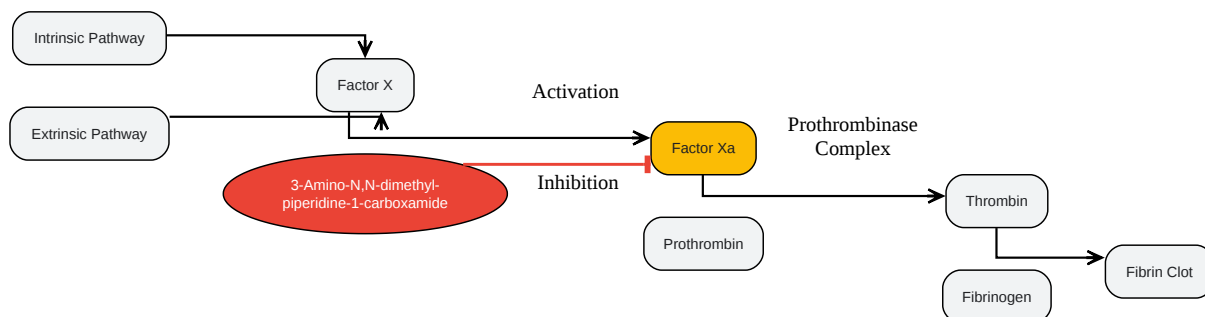 Intrinsic Pathway
Factor X
Activation
Extrinsic Pathway
Factor Xa
Prothrombinase
Complex
3-Amino-N,N-dimethyl-
piperidine-1-carboxamide
Inhibition
Thrombin
Prothrombin
Fibrin Clot
Fibrinogen